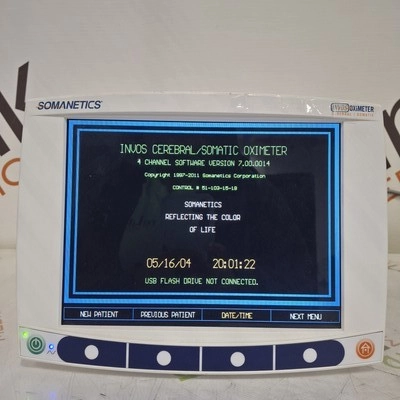 SOMANETICS
INVOS OXIMETER
INVOS CEREBRAL/SOMATIC OXIMETER
4 CHANNEL SOFTWARE VERSION 7.00.0014
Copyright 1997-2011 Somanetics Corporation
CONTROL # 51-103-15-18
SOMANETICS
REFLECTING THE COLOR
OF LIFE
05/16/04 20:01:22
USB FLASH DRIVE NOT CONNECTED.
NEW PATIENT PREVIOUS PATIENT DATE/TIME NEXT MENU